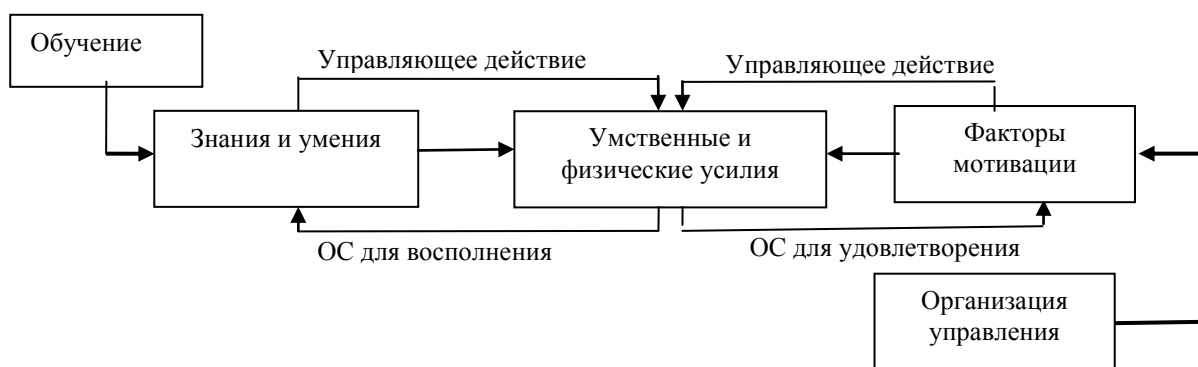 Обучение
Управляющее действие
Управляющее действие
Знания и умения
Умственные и
физические усилия
Факторы
мотивации
ОС для восполнения
ОС для удовлетворения
Организация
управления